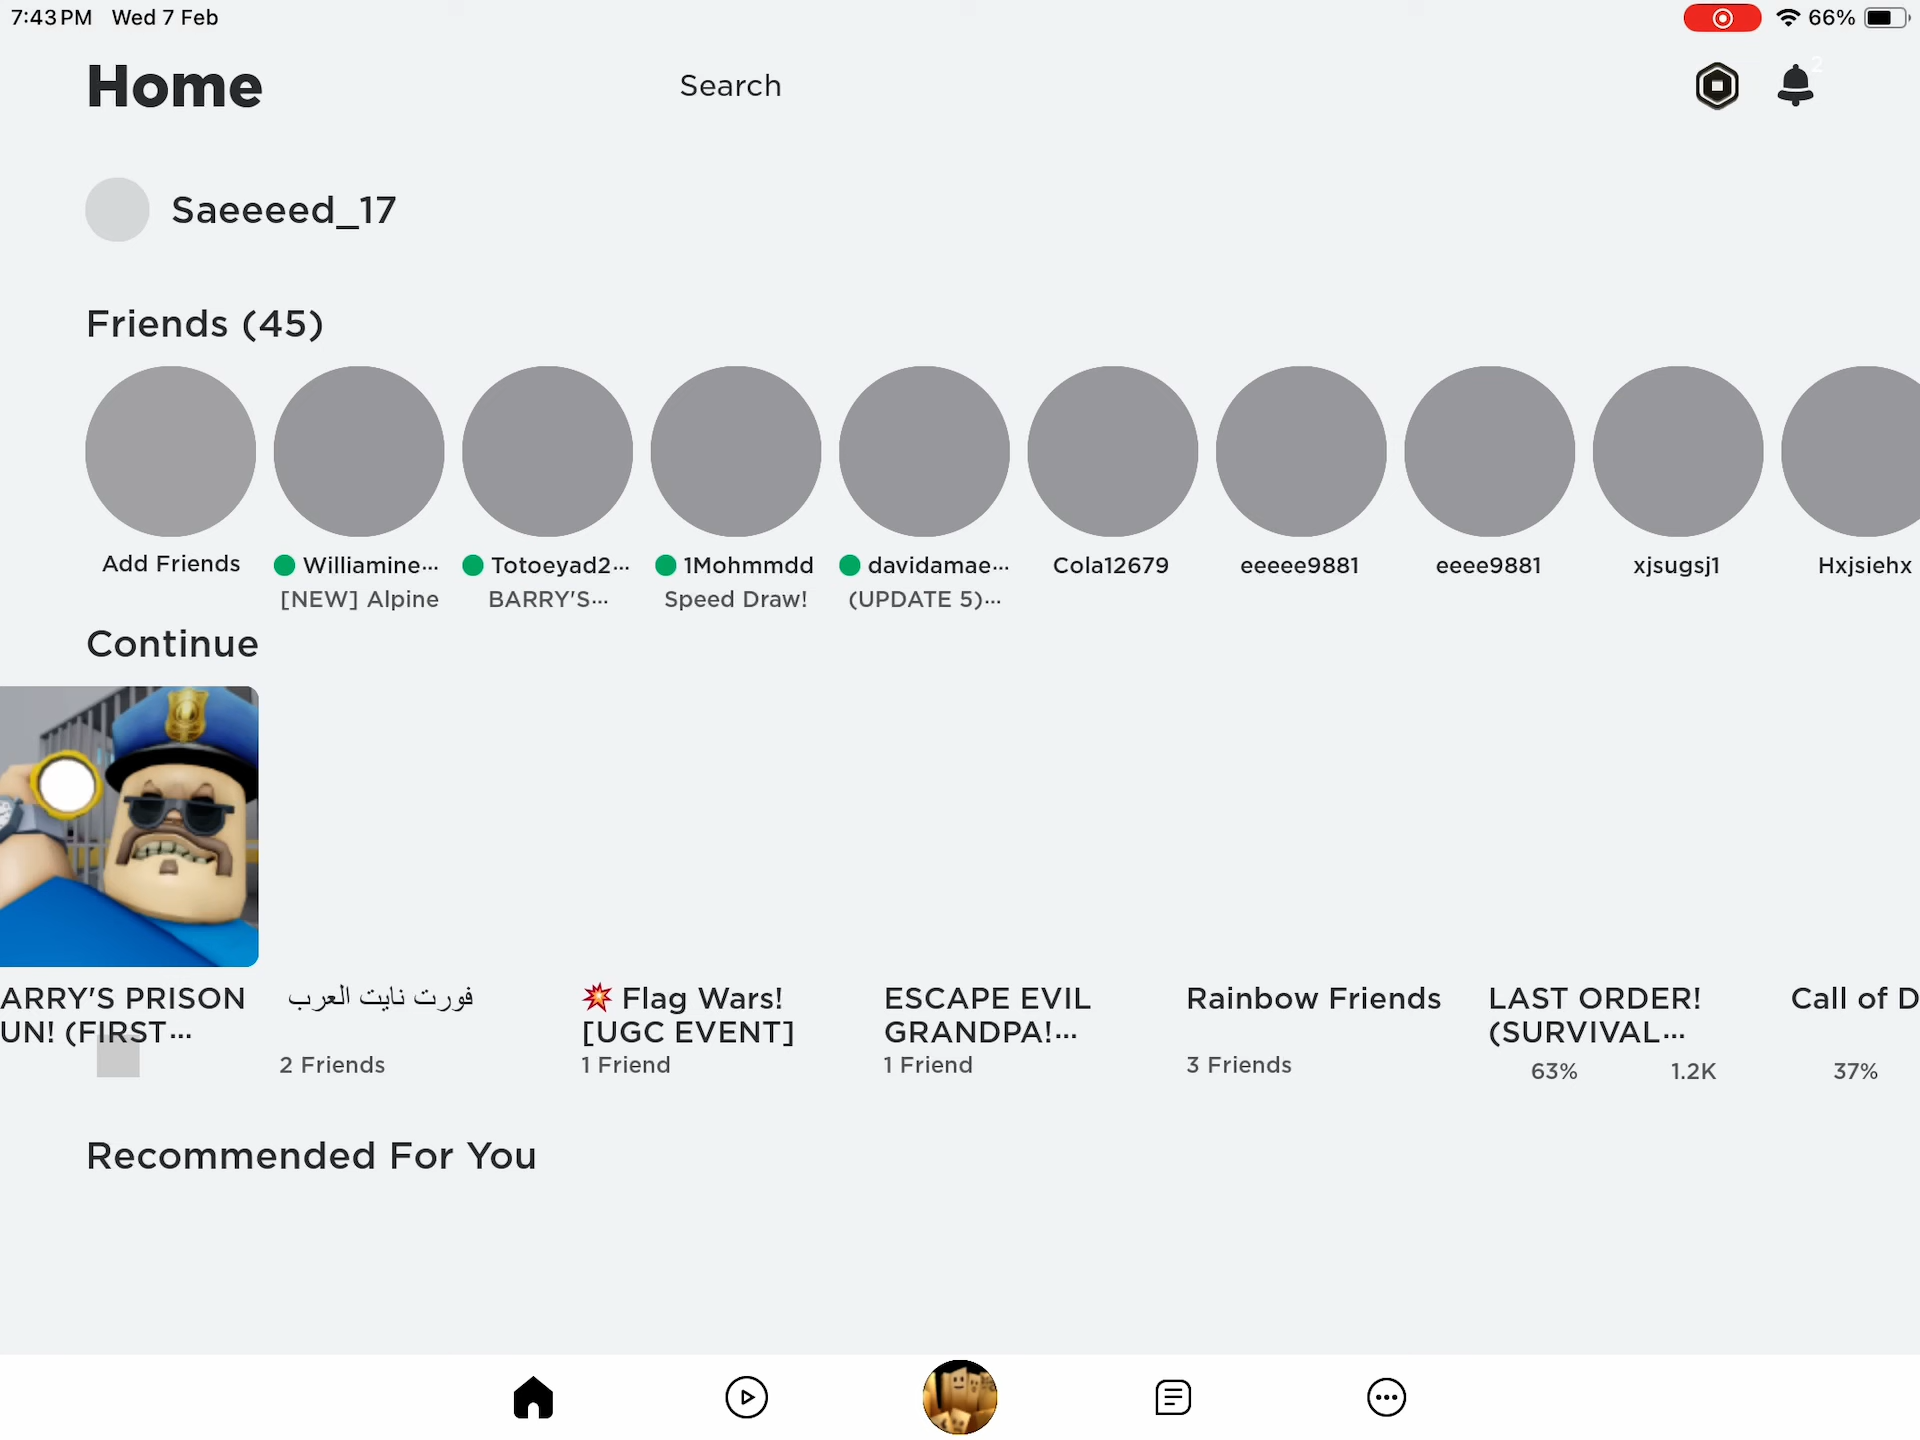 7:43 PM Wed 7 Feb
66%
Home
Search
2
Saeeeed_17
Friends (45)
Add Friends
Williamine...
Totoeyad2...
1Mohmmdd
davidamae...
Cola12679
eeeee9881
eeee9881
xjsugsj1
Hxjsiehx
[NEW] Alpine
BARRY'S...
Speed Draw!
(UPDATE 5)...
Continue
ARRY'S PRISON
UN! (FIRST...
فورت نايت العرب
2 Friends
💥 Flag Wars!
[UGC EVENT]
1 Friend
ESCAPE EVIL
GRANDPA!...
1 Friend
Rainbow Friends
3 Friends
LAST ORDER!
(SURVIVAL...
63% 1.2K
Call of D
37%
Recommended For You